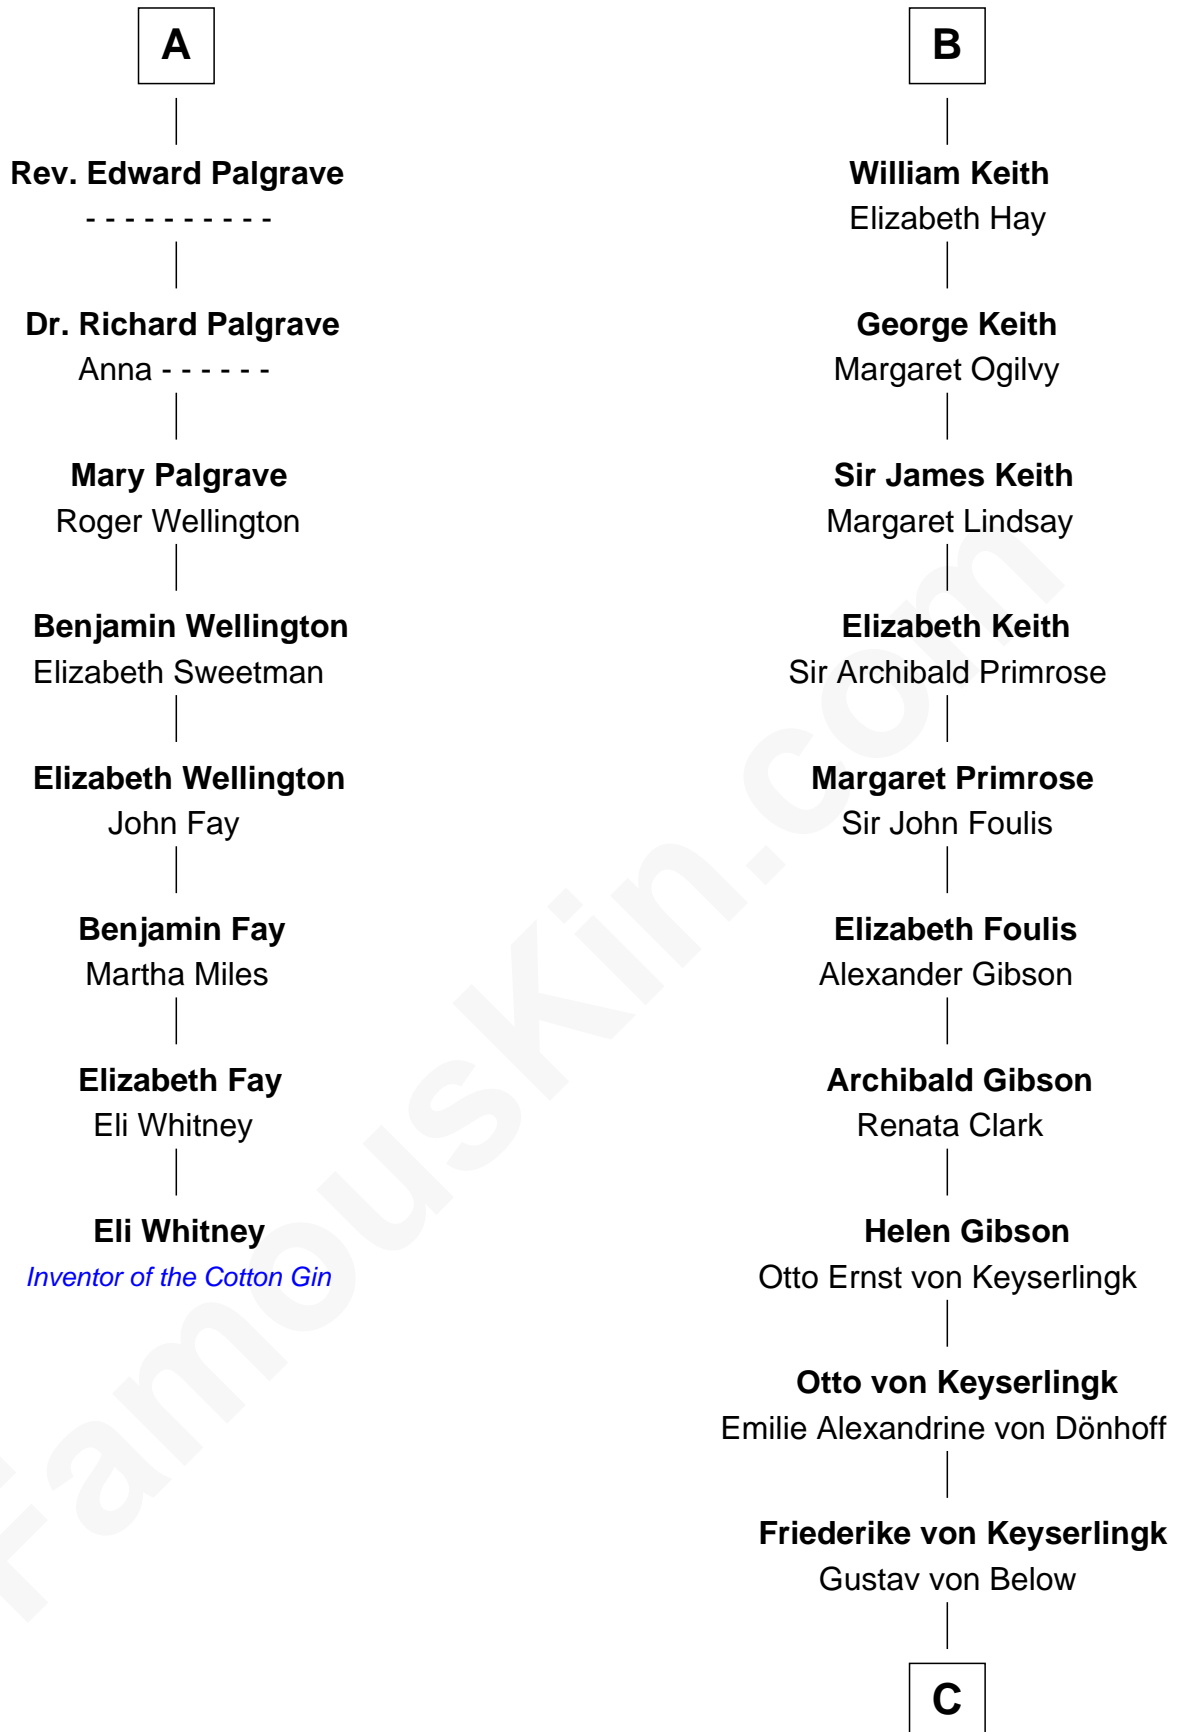 A
Rev. Edward Palgrave
- - - - - - - - - -
Dr. Richard Palgrave
Anna - - - - - -
Mary Palgrave
Roger Wellington
Benjamin Wellington
Elizabeth Sweetman
Elizabeth Wellington
John Fay
Benjamin Fay
Martha Miles
Elizabeth Fay
Eli Whitney
Eli Whitney
Inventor of the Cotton Gin
B
William Keith
Elizabeth Hay
George Keith
Margaret Ogilvy
Sir James Keith
Margaret Lindsay
Elizabeth Keith
Sir Archibald Primrose
Margaret Primrose
Sir John Foulis
Elizabeth Foulis
Alexander Gibson
Archibald Gibson
Renata Clark
Helen Gibson
Otto Ernst von Keyserlingk
Otto von Keyserlingk
Emilie Alexandrine von Dönhoff
Friederike von Keyserlingk
Gustav von Below
C
FamousKin.com